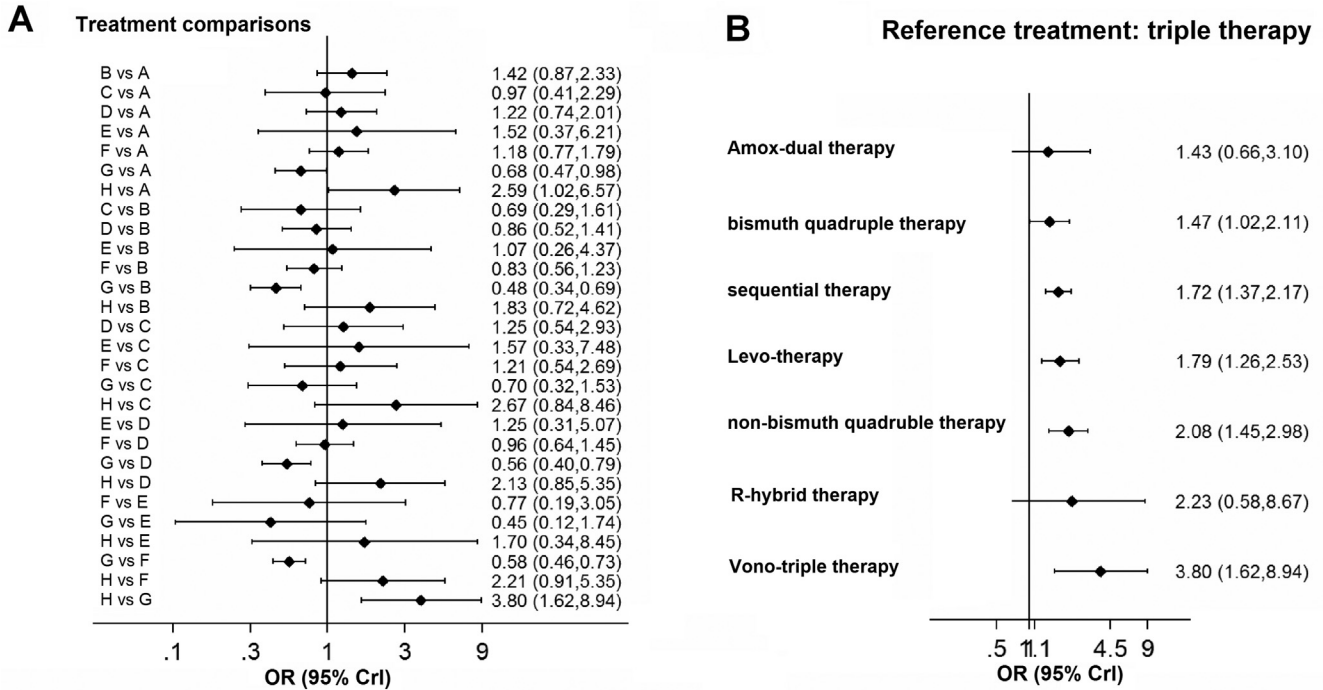 A
Treatment comparisons
B vs A 1.42 (0.87,2.33)
C vs A 0.97 (0.41,2.29)
D vs A 1.22 (0.74,2.01)
E vs A 1.52 (0.37,6.21)
F vs A 1.18 (0.77,1.79)
G vs A 0.68 (0.47,0.98)
H vs A 2.59 (1.02,6.57)
C vs B 0.69 (0.29,1.61)
D vs B 0.86 (0.52,1.41)
E vs B 1.07 (0.26,4.37)
F vs B 0.83 (0.56,1.23)
G vs B 0.48 (0.34,0.69)
H vs B 1.83 (0.72,4.62)
D vs C 1.25 (0.54,2.93)
E vs C 1.57 (0.33,7.48)
F vs C 1.21 (0.54,2.69)
G vs C 0.70 (0.32,1.53)
H vs C 2.67 (0.84,8.46)
E vs D 1.25 (0.31,5.07)
F vs D 0.96 (0.64,1.45)
G vs D 0.56 (0.40,0.79)
H vs D 2.13 (0.85,5.35)
F vs E 0.77 (0.19,3.05)
G vs E 0.45 (0.12,1.74)
H vs E 1.70 (0.34,8.45)
G vs F 0.58 (0.46,0.73)
H vs F 2.21 (0.91,5.35)
H vs G 3.80 (1.62,8.94)
.1 .3 1 3 9
OR (95% CrI)
B
Reference treatment: triple therapy
Amox-dual therapy 1.43 (0.66,3.10)
bismuth quadruple therapy 1.47 (1.02,2.11)
sequential therapy 1.72 (1.37,2.17)
Levo-therapy 1.79 (1.26,2.53)
non-bismuth quadruble therapy 2.08 (1.45,2.98)
R-hybrid therapy 2.23 (0.58,8.67)
Vono-triple therapy 3.80 (1.62,8.94)
.5 1 1.1 4.5 9
OR (95% CrI)